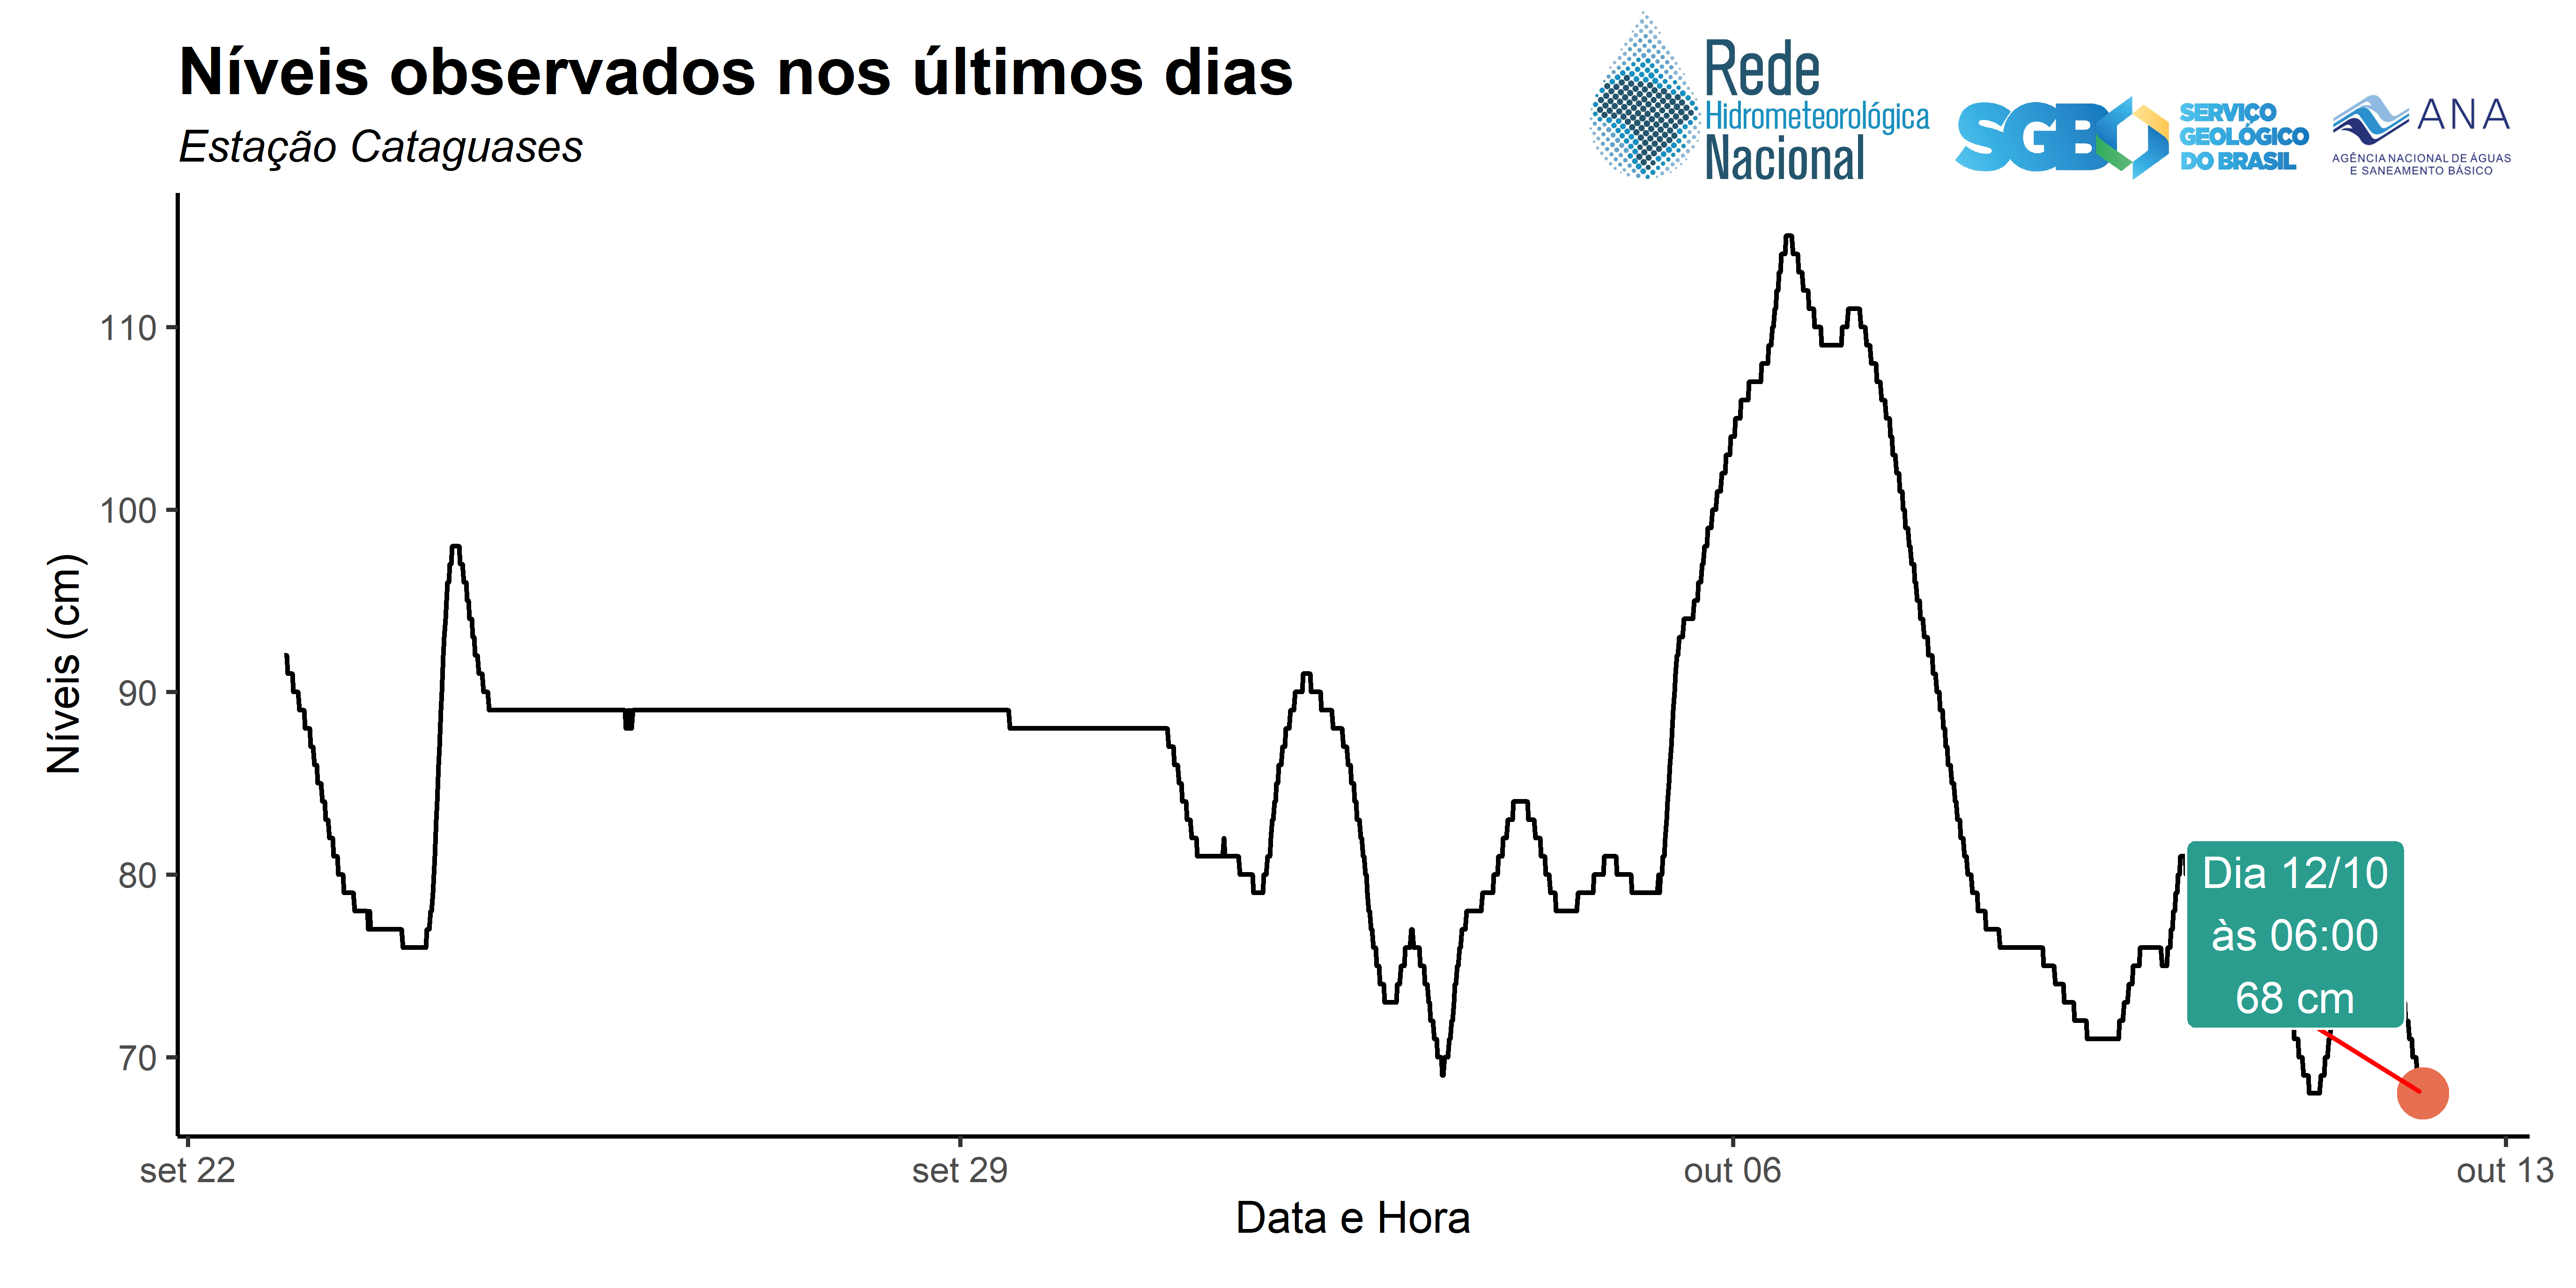 Níveis observados nos últimos dias
Estação Cataguases
Rede
Hidrometeorológica
Nacional
SGB
SERVIÇO
GEOLÓGICO
DO BRASIL
ANA
AGÊNCIA NACIONAL DE ÁGUAS
E SANEAMENTO BÁSICO
Níveis (cm)
110
100
90
80
70
Dia 12/10
às 06:00
68 cm
set 22
set 29
out 06
out 13
Data e Hora